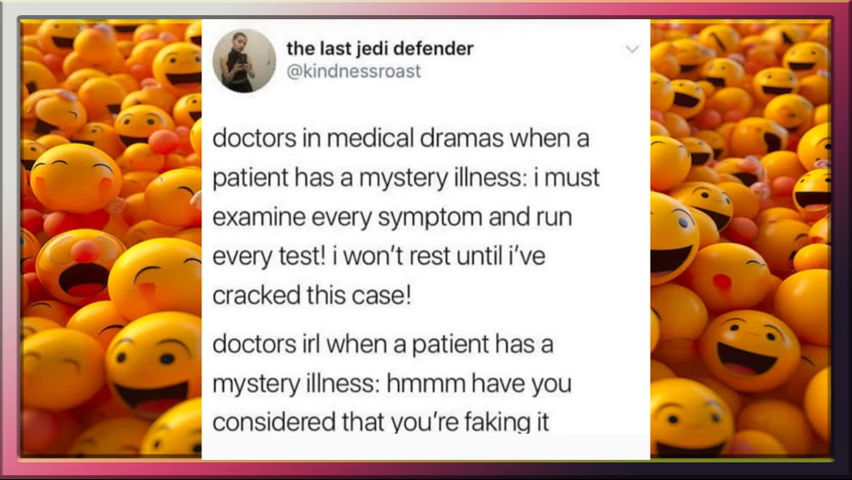 the last jedi defender
@kindnessroast
doctors in medical dramas when a
patient has a mystery illness: i must
examine every symptom and run
every test! i won't rest until i've
cracked this case!
doctors irl when a patient has a
mystery illness: hmmm have you
considered that you're faking it